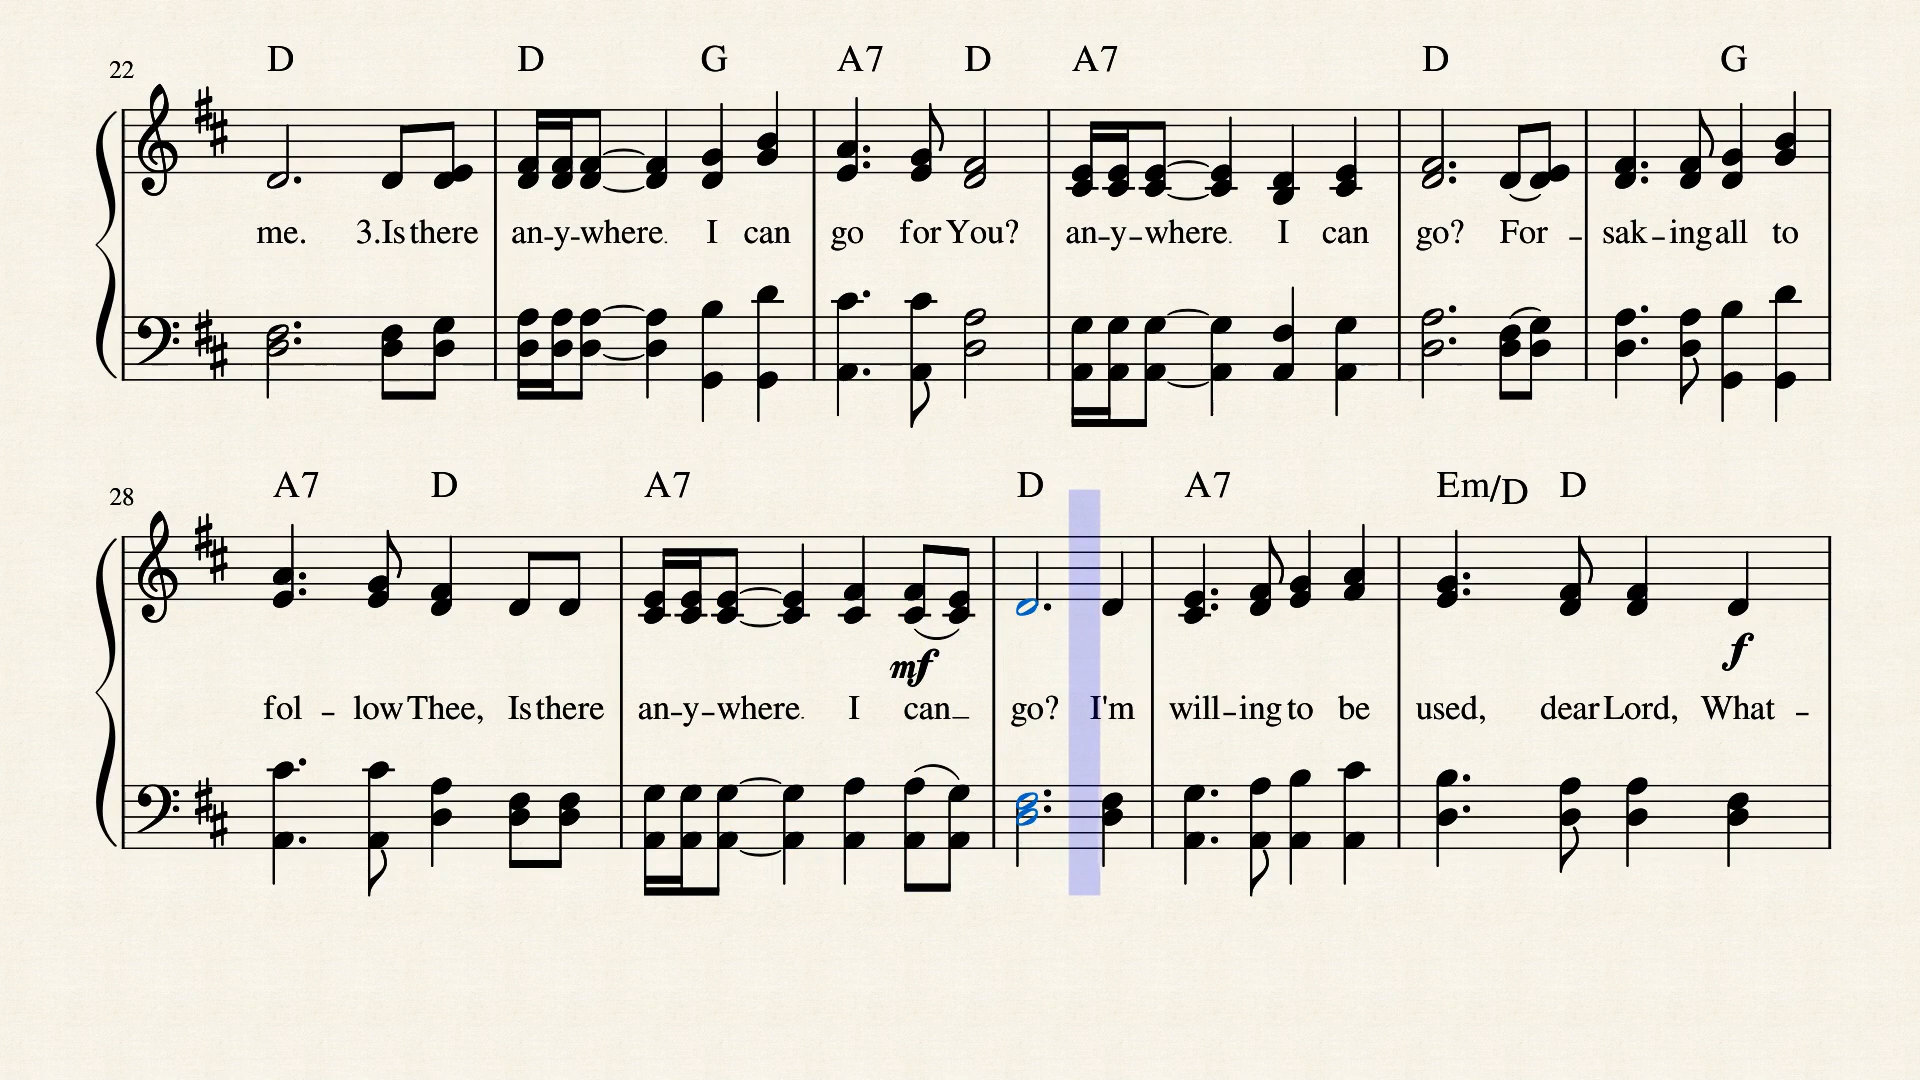 D D G A7 D A7 D G
22
me. 3.Is there an-y-where. I can go for You? an-y-where. I can go? For - sak-ing all to
A7 D A7 D A7 Em/D D
28
mf f
fol - low Thee, Is there an-y-where. I can_ go? I'm will-ing to be used, dear Lord, What -